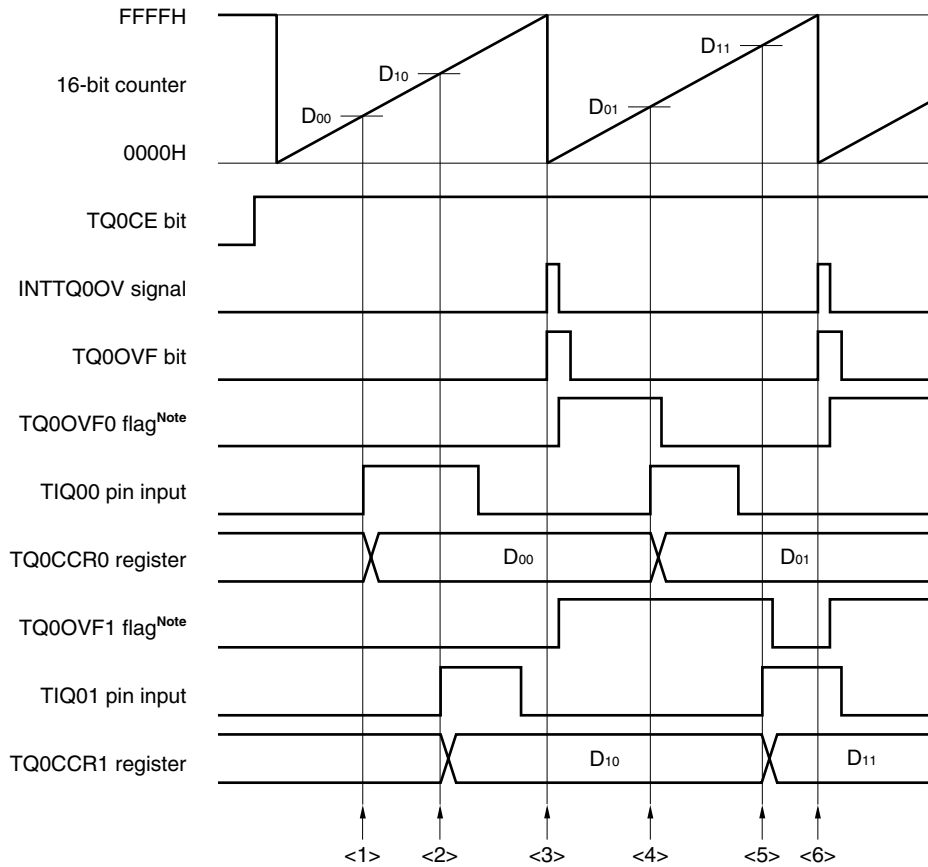 FFFFH
16-bit counter
0000H
D00
D10
D01
D11
TQ0CE bit
INTTQ0OV signal
TQ0OVF bit
TQ0OVF0 flagNote
TIQ00 pin input
TQ0CCR0 register
D00
D01
TQ0OVF1 flagNote
TIQ01 pin input
TQ0CCR1 register
D10
D11
<1> <2> <3> <4> <5> <6>